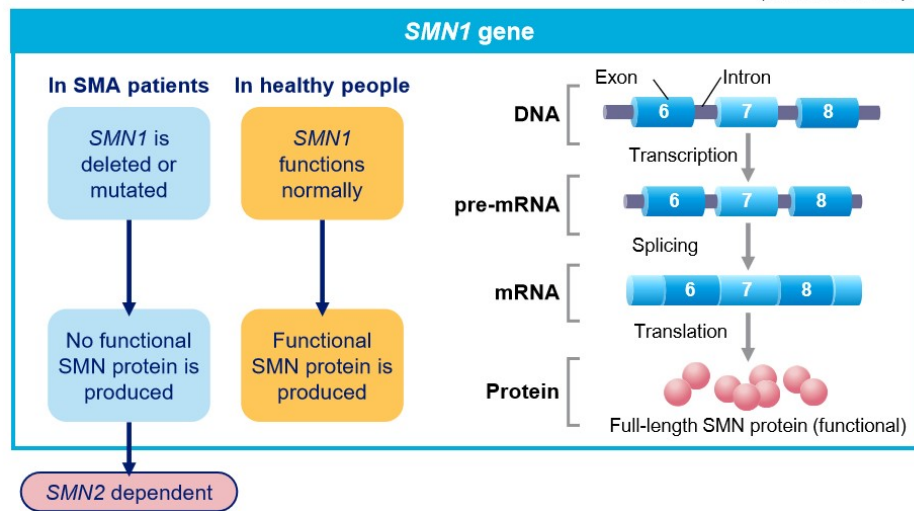 SMN1 gene
In SMA patients
SMN1 is
deleted or
mutated
No functional
SMN protein is
produced
SMN2 dependent
In healthy people
SMN1
functions
normally
Functional
SMN protein is
produced
Exon
Intron
DNA
6 7 8
Transcription
pre-mRNA
6 7 8
Splicing
mRNA
6 7 8
Translation
Protein
Full-length SMN protein (functional)